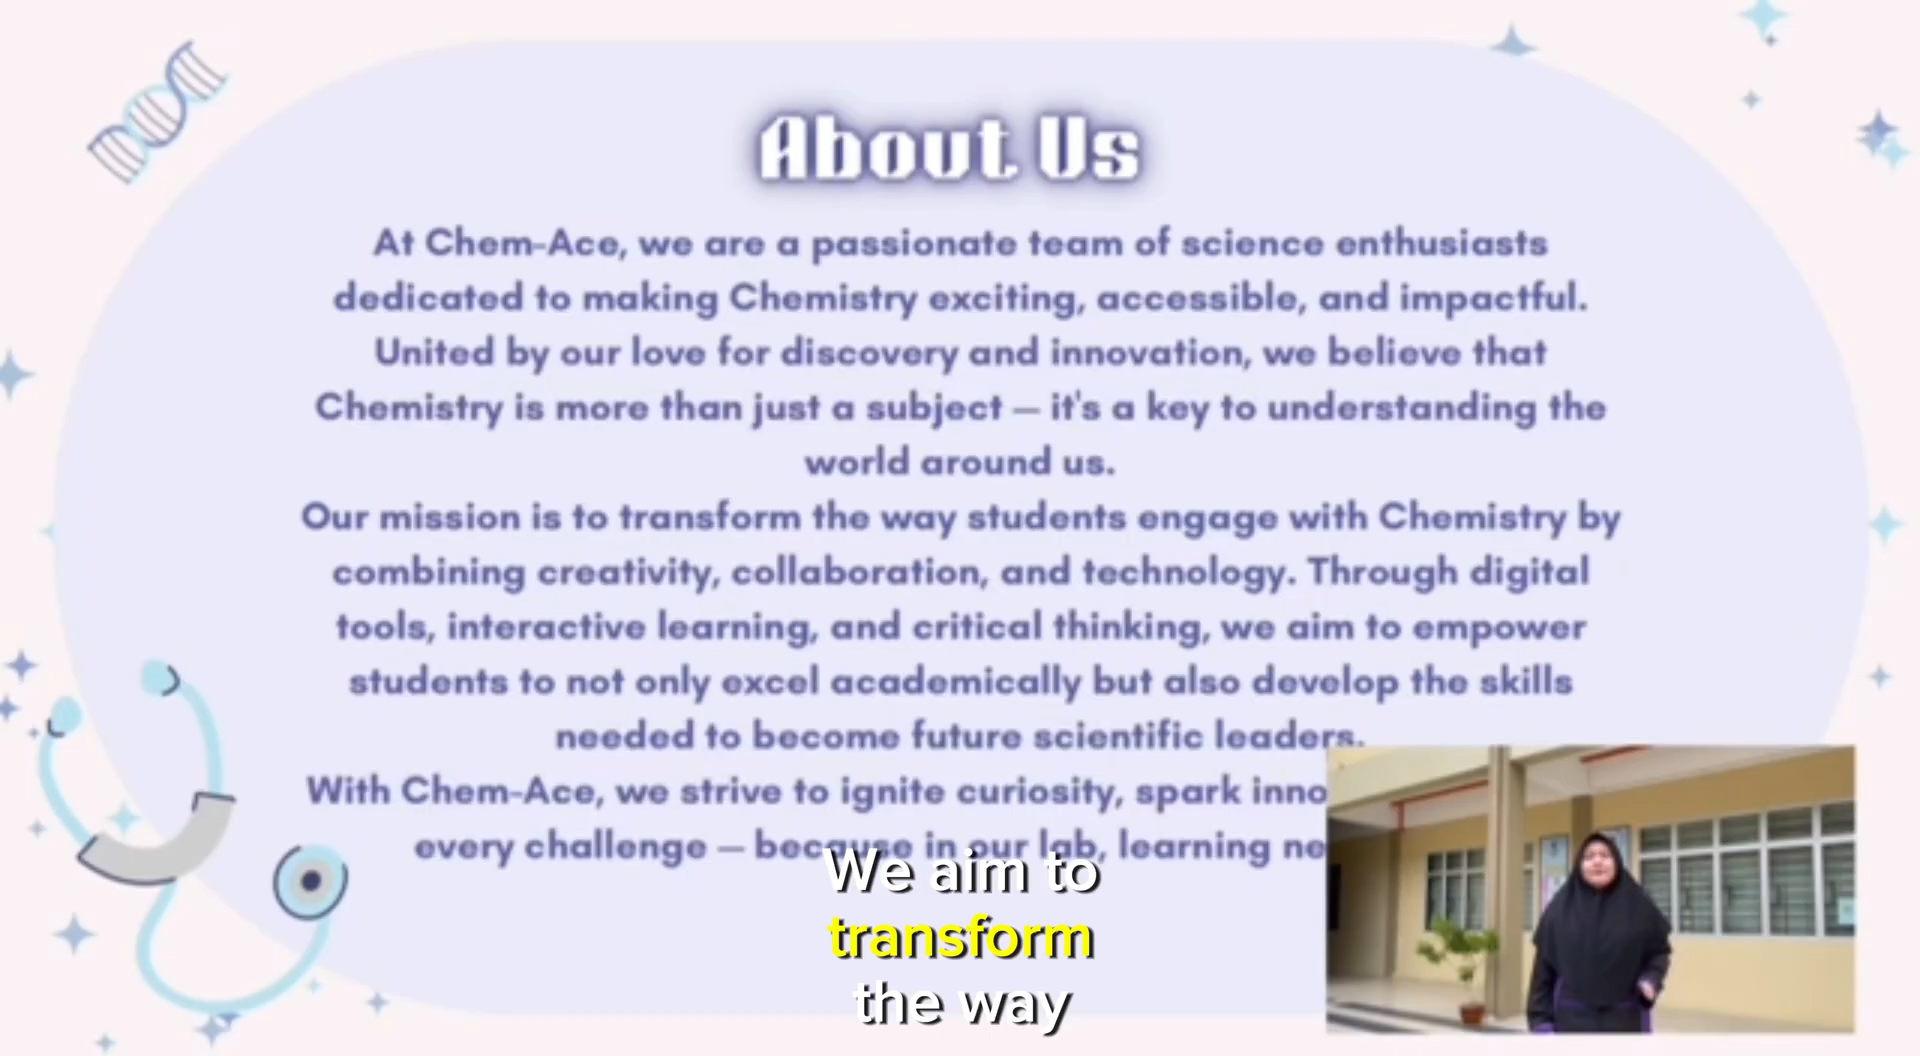 About Us
At Chem-Ace, we are a passionate team of science enthusiasts
dedicated to making Chemistry exciting, accessible, and impactful.
United by our love for discovery and innovation, we believe that
Chemistry is more than just a subject — it's a key to understanding the
world around us.
Our mission is to transform the way students engage with Chemistry by
combining creativity, collaboration, and technology. Through digital
tools, interactive learning, and critical thinking, we aim to empower
students to not only excel academically but also develop the skills
needed to become future scientific leaders.
With Chem-Ace, we strive to ignite curiosity, spark inno
every challenge — because in our lab, learning ne
We aim to
transform
the way